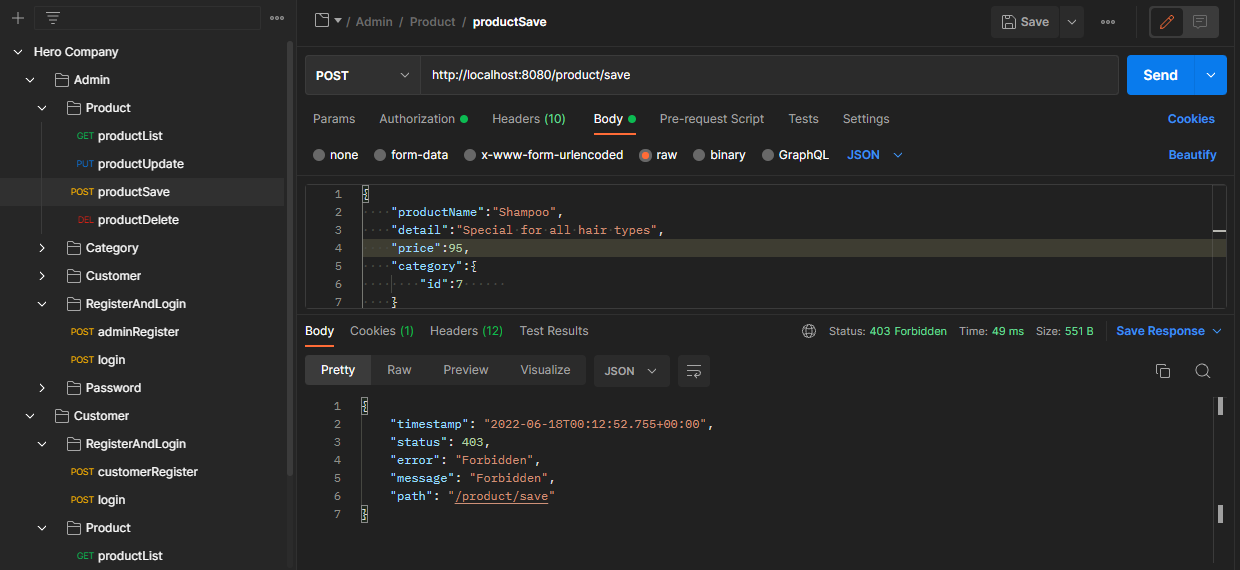 / Admin / Product / productSave
Save
Hero Company
Admin
Product
GET productList
PUT productUpdate
POST productSave
DEL productDelete
Category
Customer
RegisterAndLogin
POST adminRegister
POST login
Password
Customer
RegisterAndLogin
POST customerRegister
POST login
Product
GET productList
POST http://localhost:8080/product/save Send
Params Authorization Headers (10) Body Pre-request Script Tests Settings Cookies
none form-data x-www-form-urlencoded raw binary GraphQL JSON Beautify
1 {
2 "productName":"Shampoo",
3 "detail":"Special for all hair types",
4 "price":95,
5 "category":{
6 "id":7
7 }
Body Cookies (1) Headers (12) Test Results Status: 403 Forbidden Time: 49 ms Size: 551 B Save Response
Pretty Raw Preview Visualize JSON
1 {
2 "timestamp": "2022-06-18T00:12:52.755+00:00",
3 "status": 403,
4 "error": "Forbidden",
5 "message": "Forbidden",
6 "path": "/product/save"
7 }